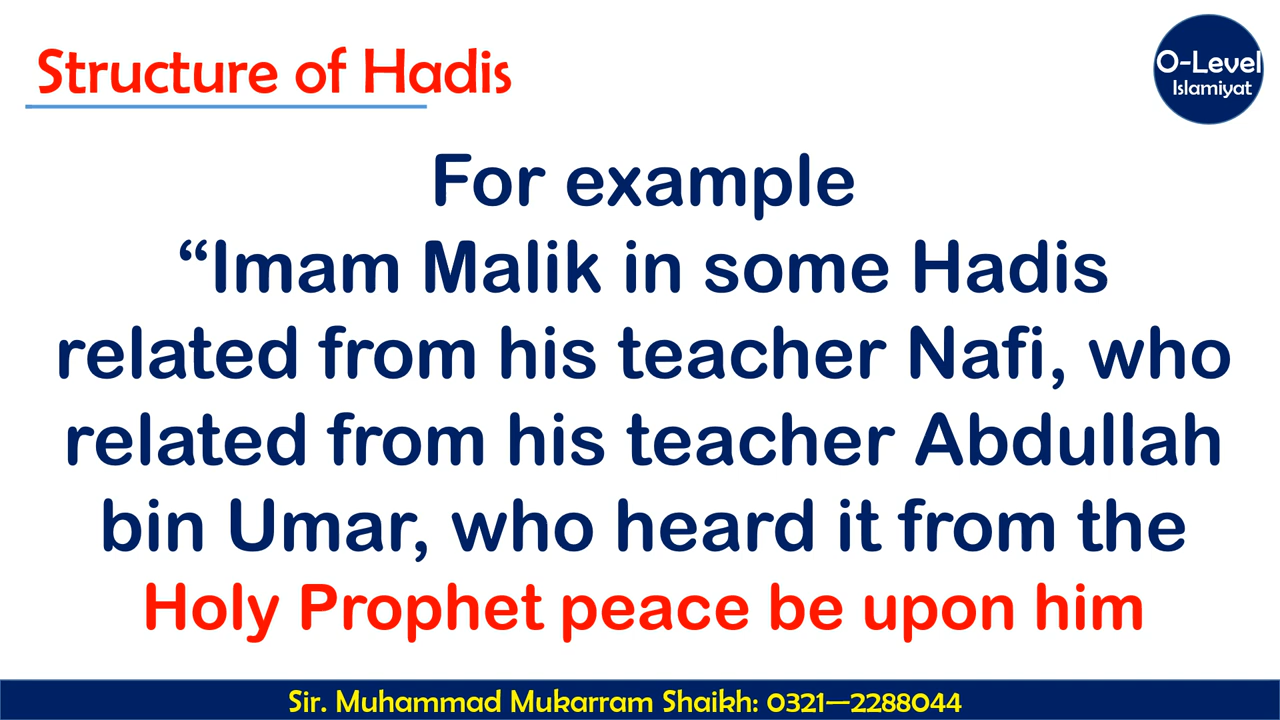 Structure of Hadis
O-Level
Islamiyat
For example
“Imam Malik in some Hadis
related from his teacher Nafi, who
related from his teacher Abdullah
bin Umar, who heard it from the
Holy Prophet peace be upon him
Sir. Muhammad Mukarram Shaikh: 0321—2288044